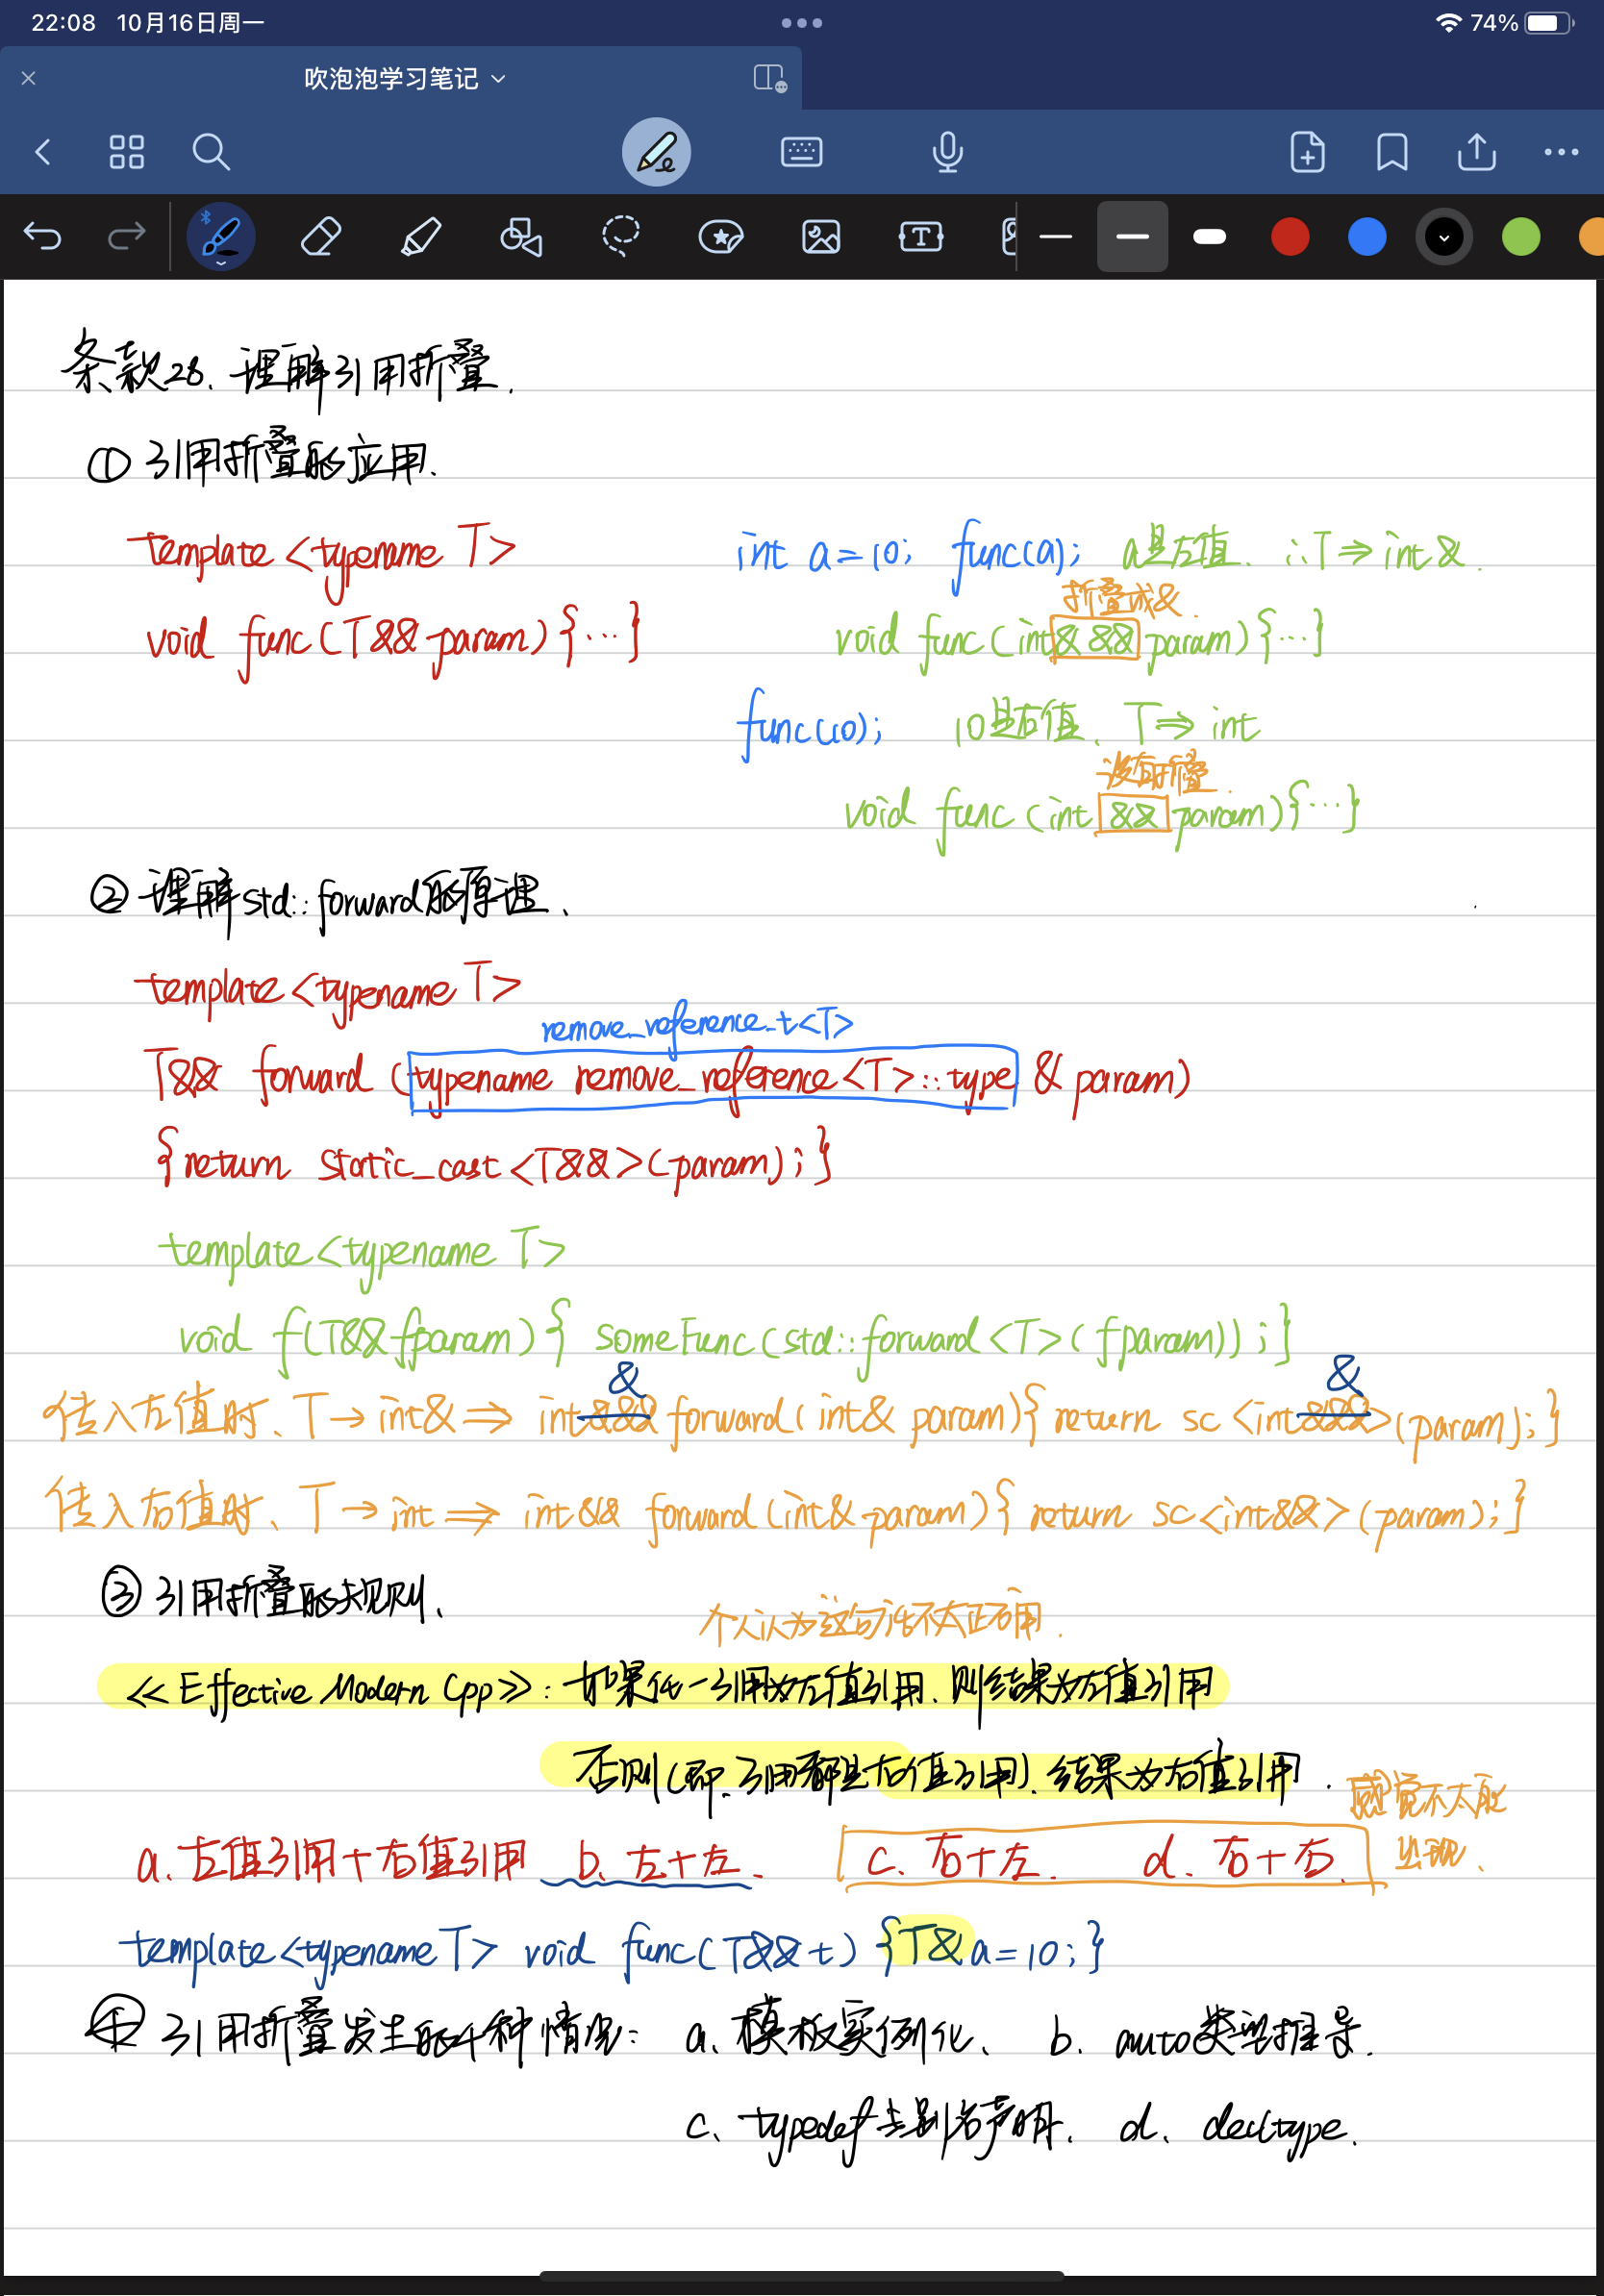 22:08 10月16日周一
74%
吹泡泡学习笔记
条款28、理解引用折叠.
① 引用折叠的应用、
template <typename T>
void func(T&& param){...}
int a=10; func(a); a是左值、∴T⇒int&.
折叠成&.
void func(int& && param){...}
func(10); 10是右值、T⇒int
没有折叠.
void func(int && param){...}
② 理解std::forward的原理、
template<typename T>
remove_reference_t<T>
T&& forward (typename remove_reference<T>::type & param)
{return static_cast<T&&>(param);}
template<typename T>
void f(T&& fparam){ someFunc(std::forward<T>(fparam));}
& &
传入左值时、T→int&⇒ int&&& forward(int& param){return sc<int&&&>(param);}
传入右值时、T→int⇒ int&& forward(int& param){return sc<int&&>(param);}
③ 引用折叠的规则、
个人认为这句话不太正确.
<<Effective Modern Cpp>>:如果任一引用为左值引用、则结果为左值引用
否则(即、引用都是右值引用)、结果为右值引用.
感觉不太能
出现、
a、左值引用+右值引用 b、左+左、 c、右+左. d、右+右、
template<typename T> void func(T&& t) {T& a=10;}
④ 引用折叠发生的4种情况: a、模板实例化、 b. auto类型推导.
c、typedef与别名声明. d、decltype.